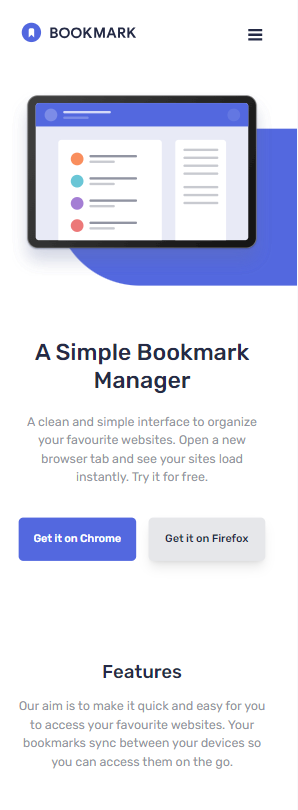 BOOKMARK
A Simple Bookmark
Manager
A clean and simple interface to organize
your favourite websites. Open a new
browser tab and see your sites load
instantly. Try it for free.
Get it on Chrome
Get it on Firefox
Features
Our aim is to make it quick and easy for you
to access your favourite websites. Your
bookmarks sync between your devices so
you can access them on the go.